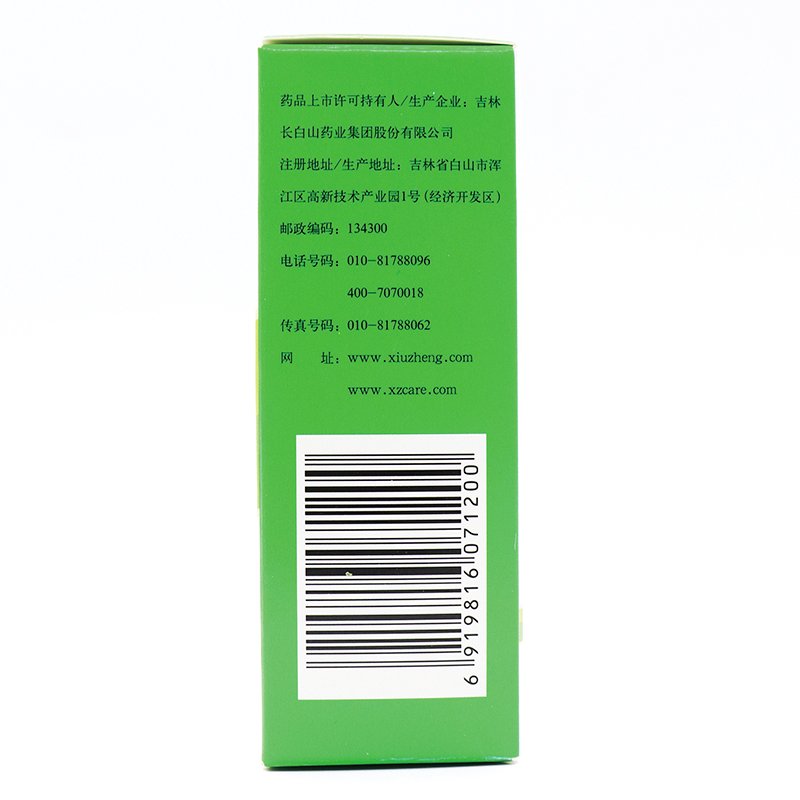 药品上市许可持有人/生产企业：吉林
长白山药业集团股份有限公司
注册地址/生产地址：吉林省白山市浑
江区高新技术产业园1号(经济开发区)
邮政编码：134300
电话号码：010-81788096
400-7070018
传真号码：010-81788062
网 址：www.xiuzheng.com
www.xzcare.com
6 919816 071200